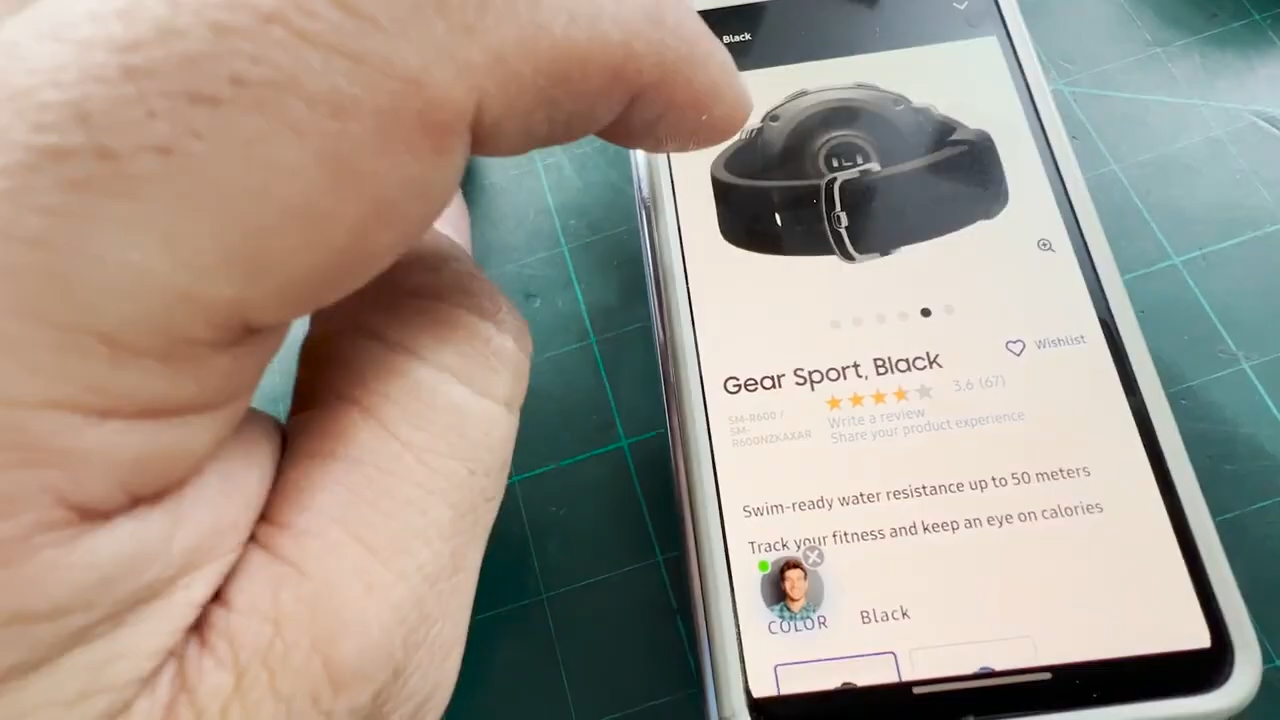 Black
Gear Sport, Black
Wishlist
3.6 (67)
SM-R600 /
SM-
R600NZKAXAR
Write a review
Share your product experience
Swim-ready water resistance up to 50 meters
Track your fitness and keep an eye on calories
COLOR
Black